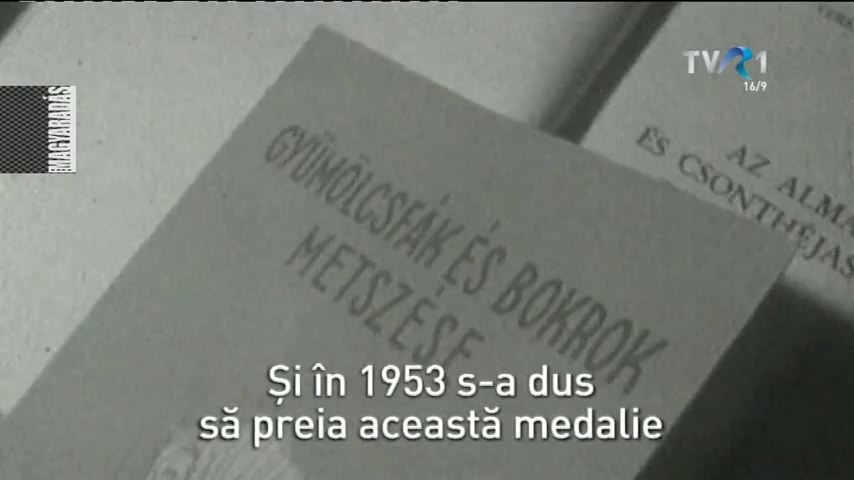 TVR1
16/9
MAGYARADÁS
AZ ALMA
ÉS CSONTHÉJAS
GYÜMÖLCSFÁK ÉS BOKROK
METSZÉSE
Și în 1953 s-a dus
să preia această medalie